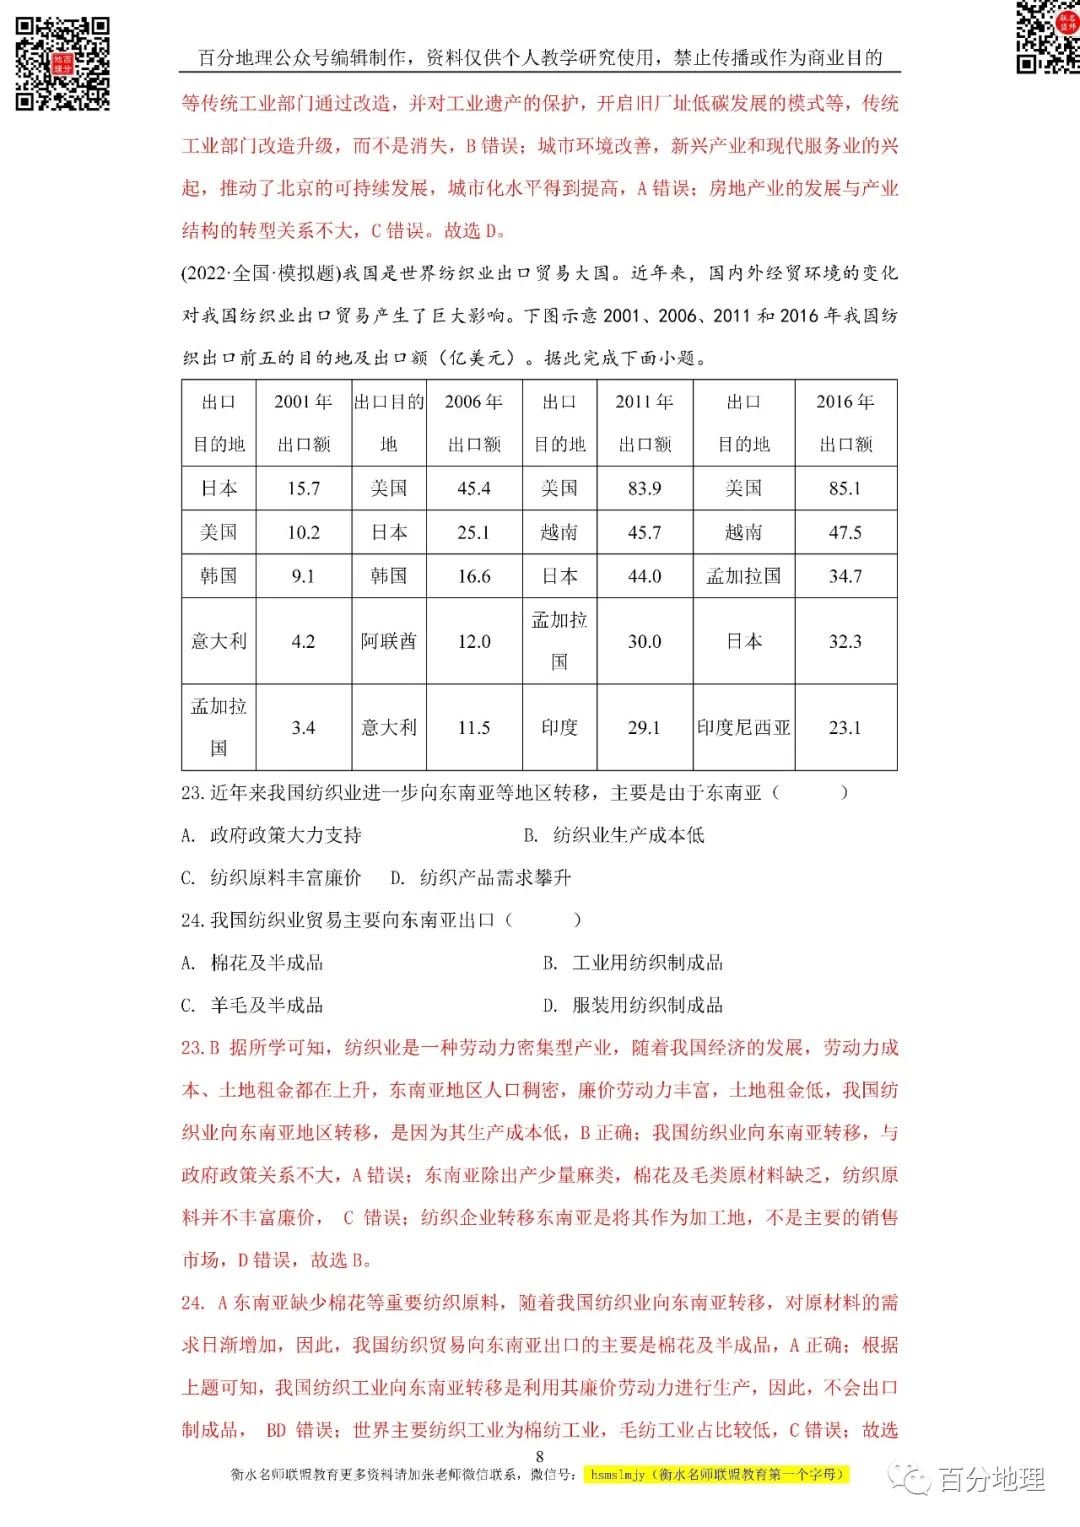 百分地理公众号编辑制作，资料仅供个人教学研究使用，禁止传播或作为商业目的
等传统工业部门通过改造，并对工业遗产的保护，开启旧厂址低碳发展的模式等，传统
工业部门改造升级，而不是消失，B 错误；城市环境改善，新兴产业和现代服务业的兴
起，推动了北京的可持续发展，城市化水平得到提高，A 错误；房地产业的发展与产业
结构的转型关系不大，C 错误。故选 D。
(2022·全国·模拟题)我国是世界纺织业出口贸易大国。近年来，国内外经贸环境的变化
对我国纺织业出口贸易产生了巨大影响。下图示意 2001、2006、2011 和 2016 年我国纺
织出口前五的目的地及出口额（亿美元）。据此完成下面小题。
出口 2001 年 出口目的 2006 年 出口 2011 年 出口 2016 年
目的地 出口额 地 出口额 目的地 出口额 目的地 出口额
日本 15.7 美国 45.4 美国 83.9 美国 85.1
美国 10.2 日本 25.1 越南 45.7 越南 47.5
韩国 9.1 韩国 16.6 日本 44.0 孟加拉国 34.7
意大利 4.2 阿联酋 12.0 孟加拉国 30.0 日本 32.3
孟加拉国 3.4 意大利 11.5 印度 29.1 印度尼西亚 23.1
23.近年来我国纺织业进一步向东南亚等地区转移，主要是由于东南亚（ ）
A. 政府政策大力支持 B. 纺织业生产成本低
C. 纺织原料丰富廉价 D. 纺织产品需求攀升
24.我国纺织业贸易主要向东南亚出口（ ）
A. 棉花及半成品 B. 工业用纺织制成品
C. 羊毛及半成品 D. 服装用纺织制成品
23.B 据所学可知，纺织业是一种劳动力密集型产业，随着我国经济的发展，劳动力成
本、土地租金都在上升，东南亚地区人口稠密，廉价劳动力丰富，土地租金低，我国纺
织业向东南亚地区转移，是因为其生产成本低，B 正确；我国纺织业向东南亚转移，与
政府政策关系不大，A 错误；东南亚除出产少量麻类，棉花及毛类原材料缺乏，纺织原
料并不丰富廉价， C 错误；纺织企业转移东南亚是将其作为加工地，不是主要的销售
市场，D 错误，故选 B。
24. A 东南亚缺少棉花等重要纺织原料，随着我国纺织业向东南亚转移，对原材料的需
求日渐增加，因此，我国纺织贸易向东南亚出口的主要是棉花及半成品，A 正确；根据
上题可知，我国纺织工业向东南亚转移是利用其廉价劳动力进行生产，因此，不会出口
制成品， BD 错误；世界主要纺织工业为棉纺工业，毛纺工业占比较低，C 错误；故选
8
衡水名师联盟教育更多资料请加张老师微信联系，微信号： hsmslmjy（衡水名师联盟教育第一个字母）
百分地理